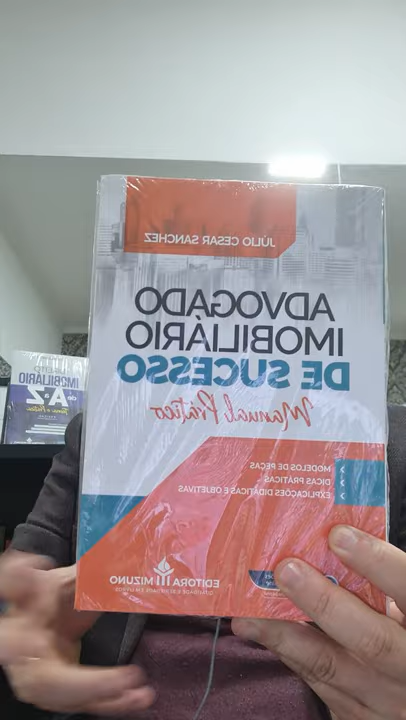 JÚLIO CESAR SANCHEZ
ADVOGADO
IMOBILIÁRIO
DE SUCESSO
Manual Prático
MODELOS DE PEÇAS
DICAS PRÁTICAS
EXPLICAÇÕES DIDÁTICAS E OBJETIVAS
EDITORA MIZUNO
IMOBILIÁRIO
de A a Z